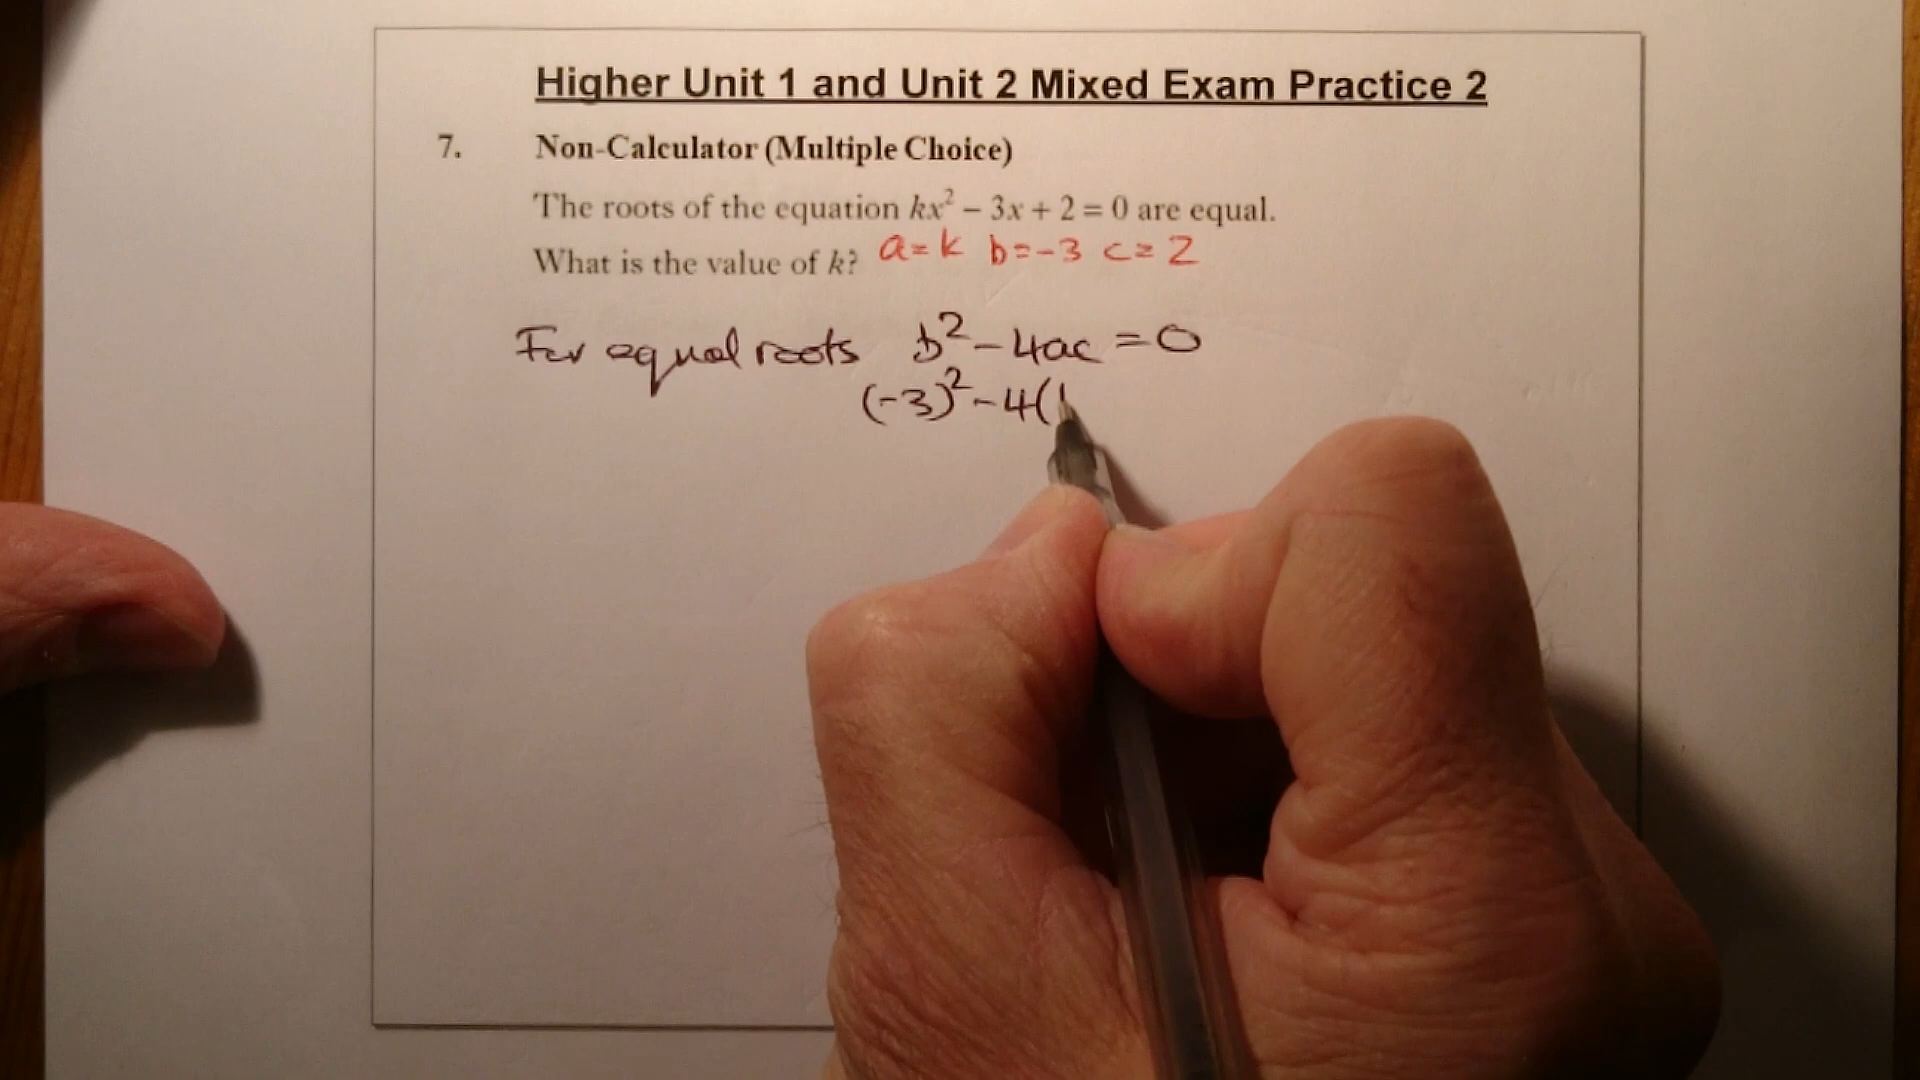 Higher Unit 1 and Unit 2 Mixed Exam Practice 2
7. Non-Calculator (Multiple Choice)
The roots of the equation kx² − 3x + 2 = 0 are equal.
What is the value of k? a=k b=-3 c=2
For equal roots b²-4ac=0
(-3)²-4(